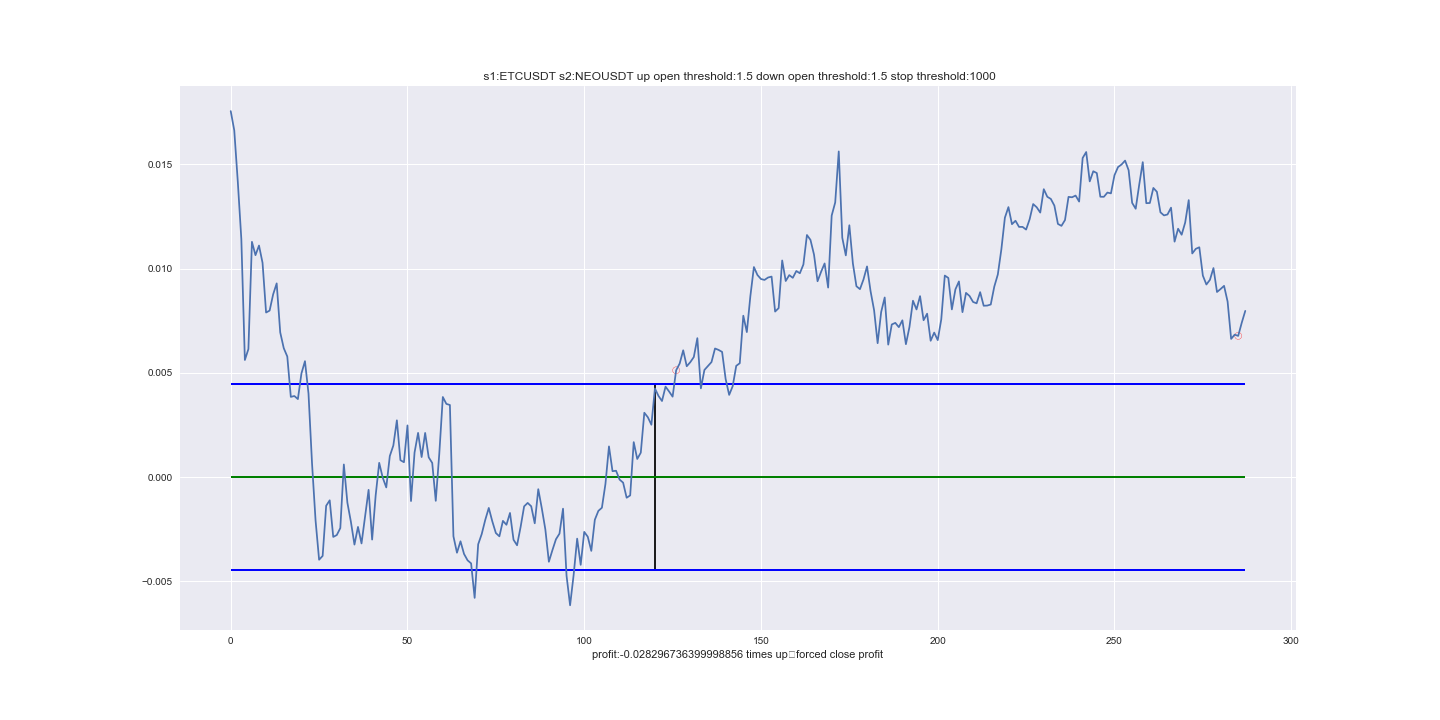 s1:ETCUSDT s2:NEOUSDT up open threshold:1.5 down open threshold:1.5 stop threshold:1000
0.015
0.010
0.005
0.000
−0.005
0 50 100 150 200 250 300
profit:-0.028296736399998856 times up□forced close profit